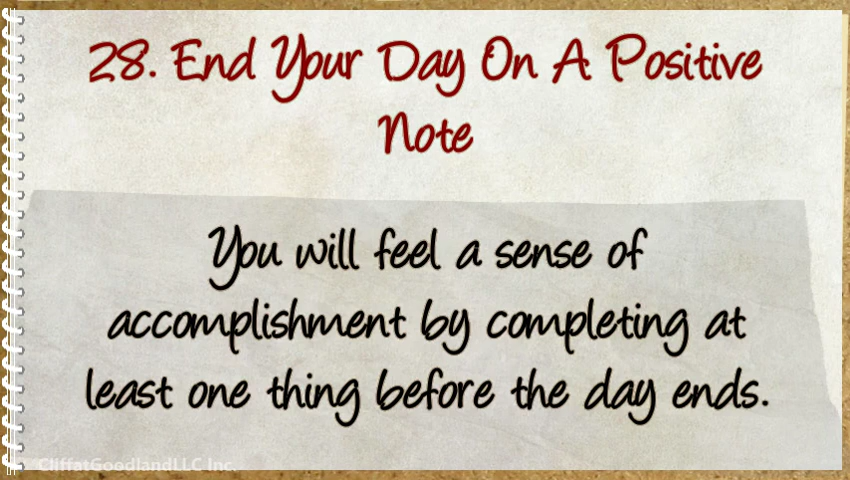 28. End Your Day On A Positive
Note
You will feel a sense of
accomplishment by completing at
least one thing before the day ends.
CliffatGoodlandLLC Inc.